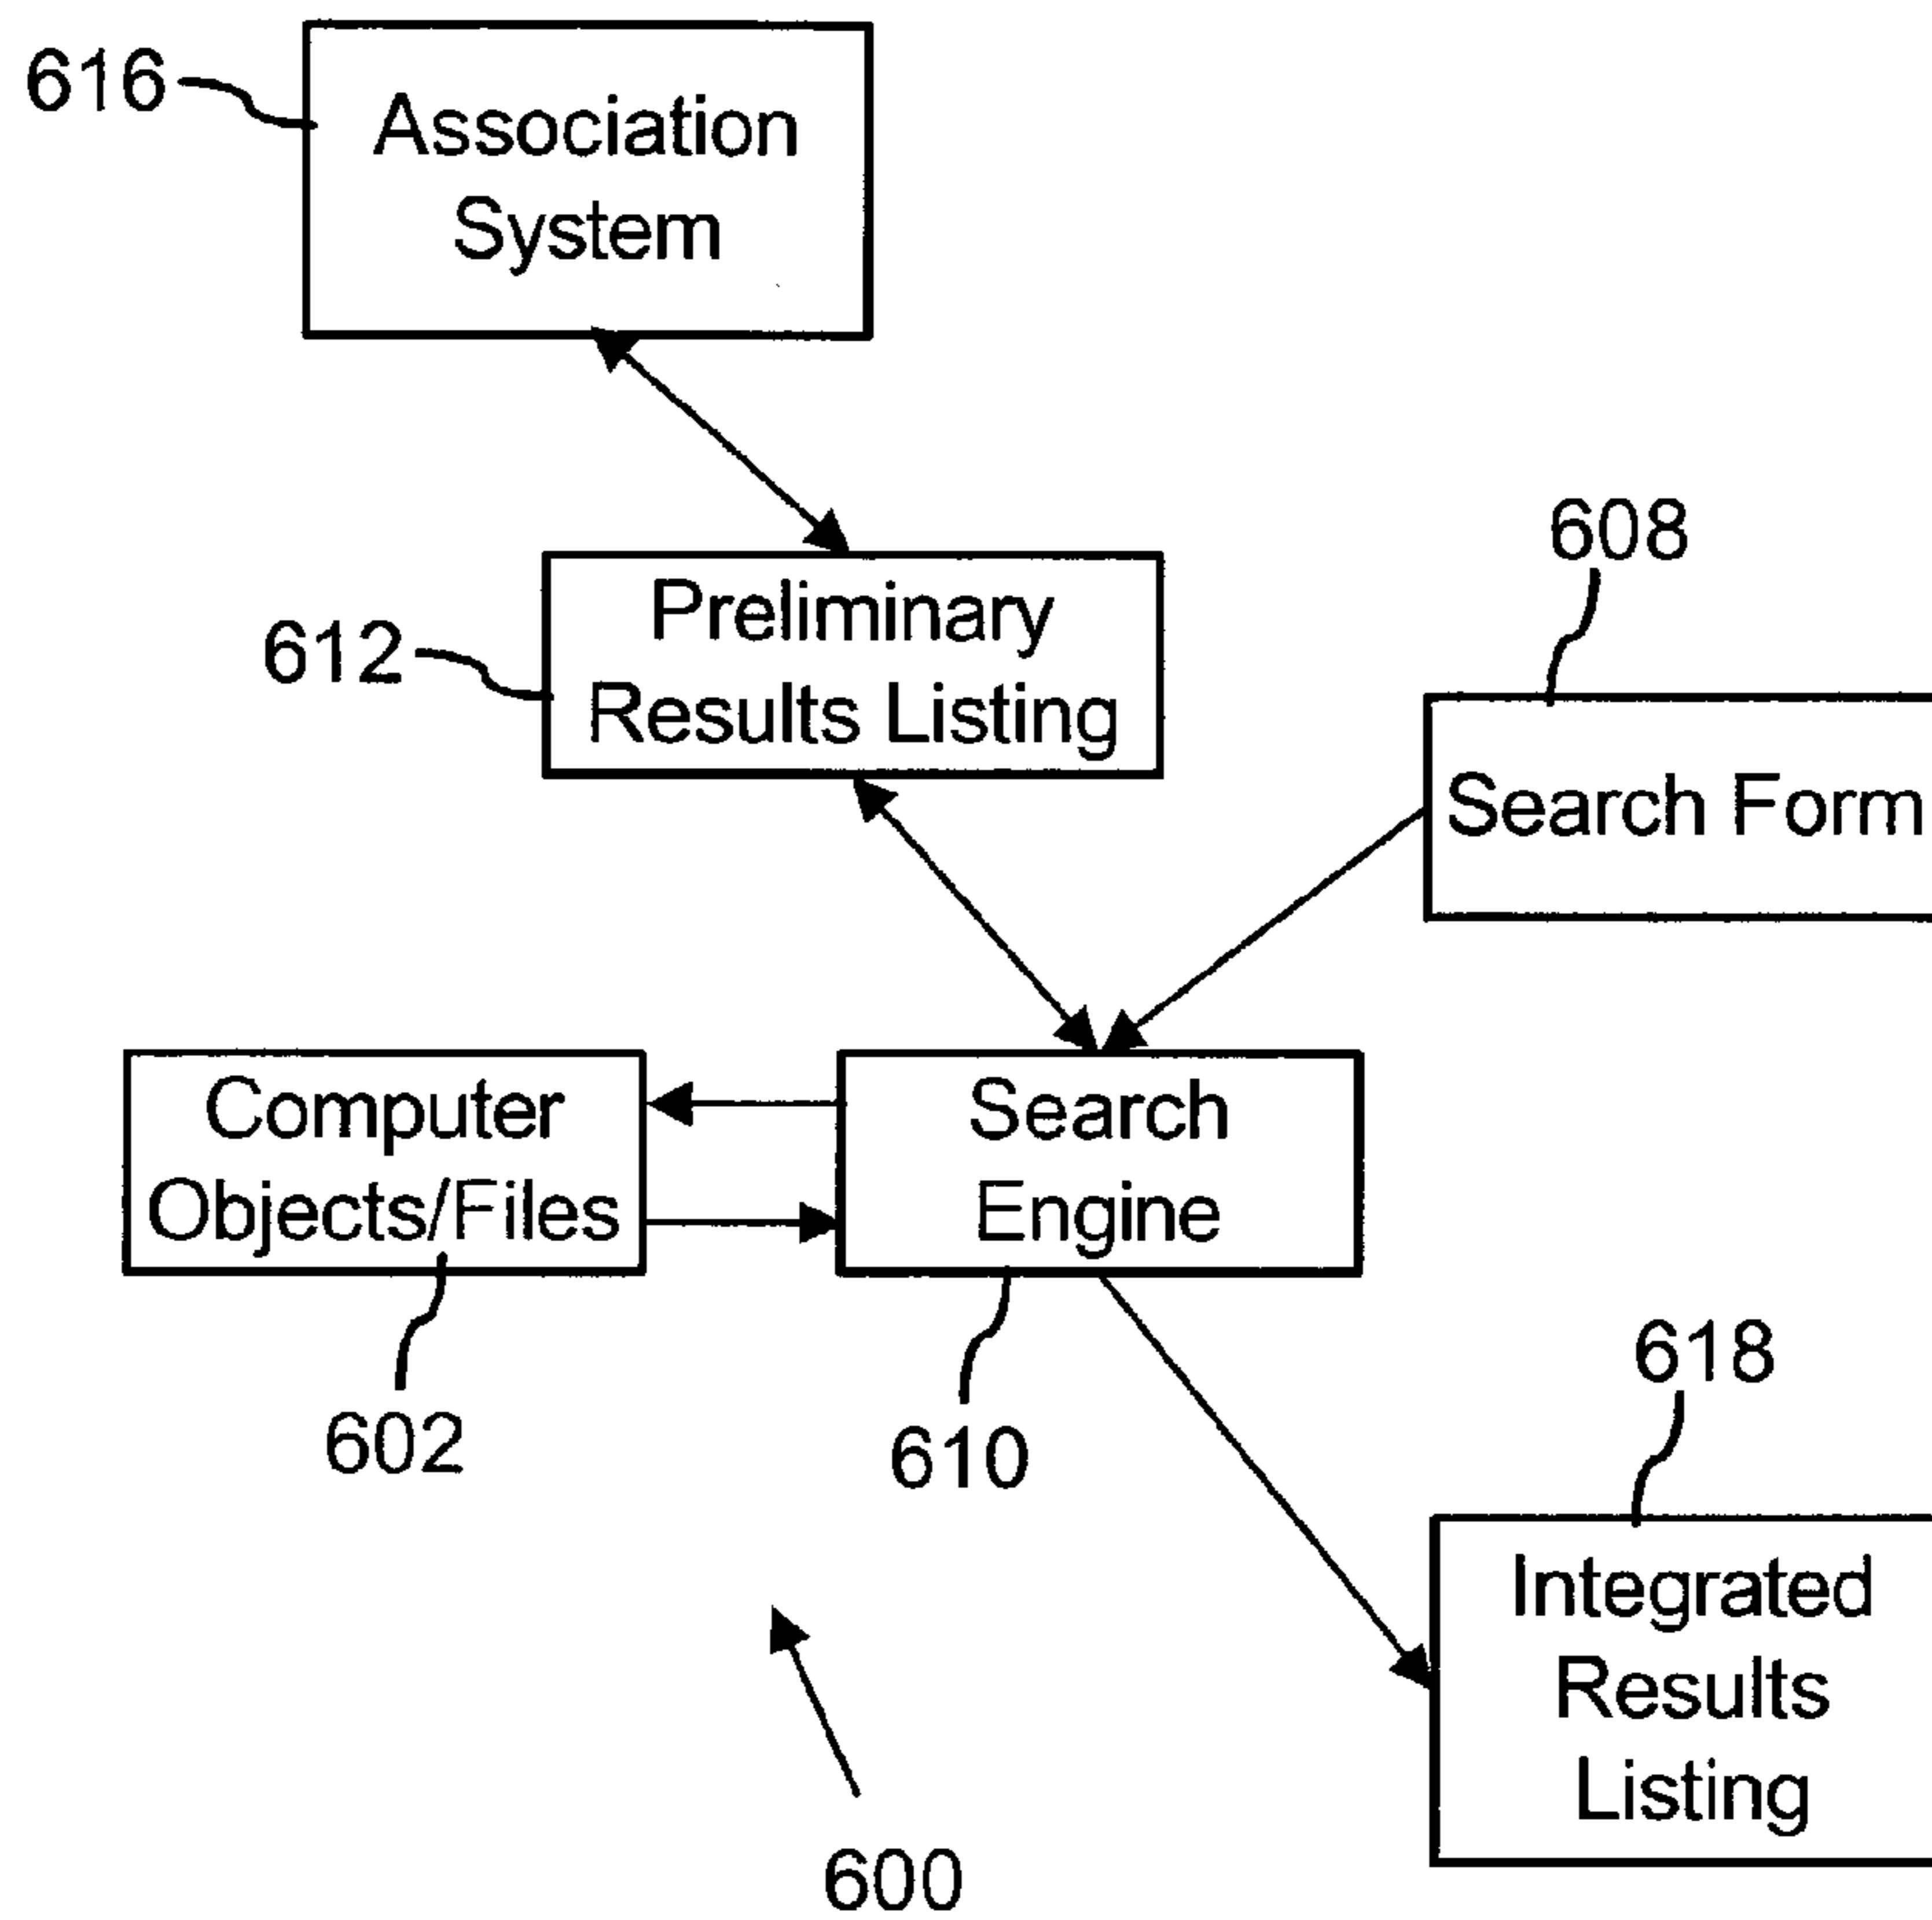 616
Association
System
608
612
Preliminary
Results Listing
Search Form
Computer
Objects/Files
Search
Engine
602
610
618
Integrated
Results
Listing
600